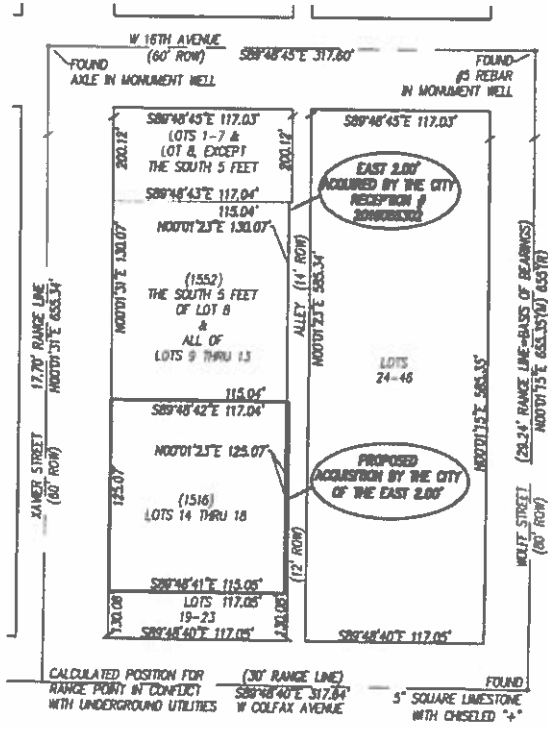 W 16TH AVENUE
(60' ROW)
S89°48'45"E 317.60'
FOUND
AXLE IN MONUMENT WELL
FOUND
#5 REBAR
IN MONUMENT WELL
S89°48'45"E 117.03'
LOTS 1-7 &
LOT 8, EXCEPT
THE SOUTH 5 FEET
200.12'
200.12'
S89°48'43"E 117.04'
S89°48'45"E 117.03'
EAST 2.00'
ACQUIRED BY THE CITY
RECEPTION #
115.04'
N00°01'23"E 130.07'
N00°01'31"E 130.07
(1552)
THE SOUTH 5 FEET
OF LOT 8
&
ALL OF
LOTS 9 THRU 13
ALLEY (14' ROW)
N00°01'23"E 585.34'
LOTS
24-46
N00°01'15"E 585.35'
115.04'
S89°48'42"E 117.04'
N00°01'23"E 125.07'
125.07
(1516)
LOTS 14 THRU 18
PROPOSED
ACQUISITION BY THE CITY
OF THE EAST 2.00'
(12' ROW)
S89°48'41"E 115.05'
LOTS 117.05'
19-23
130.08
130.08'
S89°48'40"E 117.05'
S89°48'40"E 117.05'
XAVIER STREET
(60' ROW)
17.70' RANGE LINE
N00°01'31"E 655.34'
WOLFF STREET
(80' ROW)
(29.24' RANGE LINE=BASIS OF BEARINGS)
N00°01'15"E 655.35'(M) 655'(R)
CALCULATED POSITION FOR
RANGE POINT IN CONFLICT
WITH UNDERGROUND UTILITIES
(30' RANGE LINE)
S89°48'40"E 317.64'
W COLFAX AVENUE
FOUND
5" SQUARE LIMESTONE
WITH CHISELED "+"